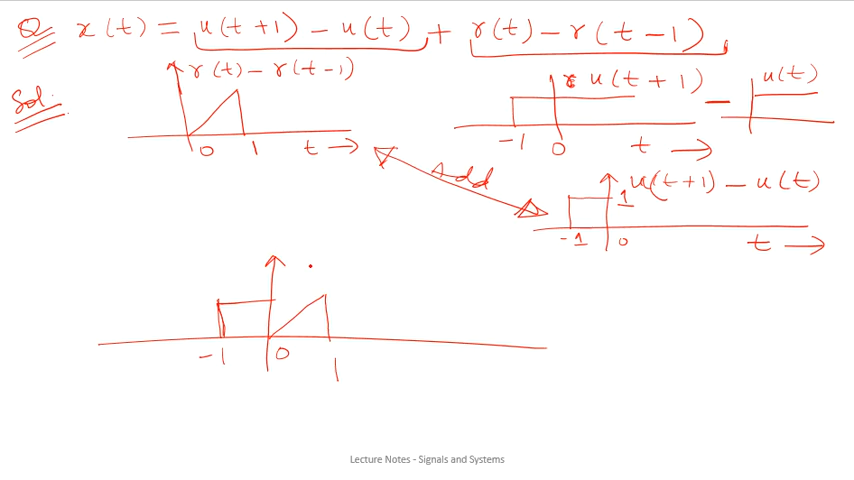 Q x(t) = u(t+1) - u(t) + r(t) - r(t-1)
Sol.
r(t) - r(t-1)
0 1 t →
u(t+1) - u(t)
-1 0 t →
Add
u(t+1) - u(t)
1
-1 0 t →
-1 0 1
Lecture Notes - Signals and Systems